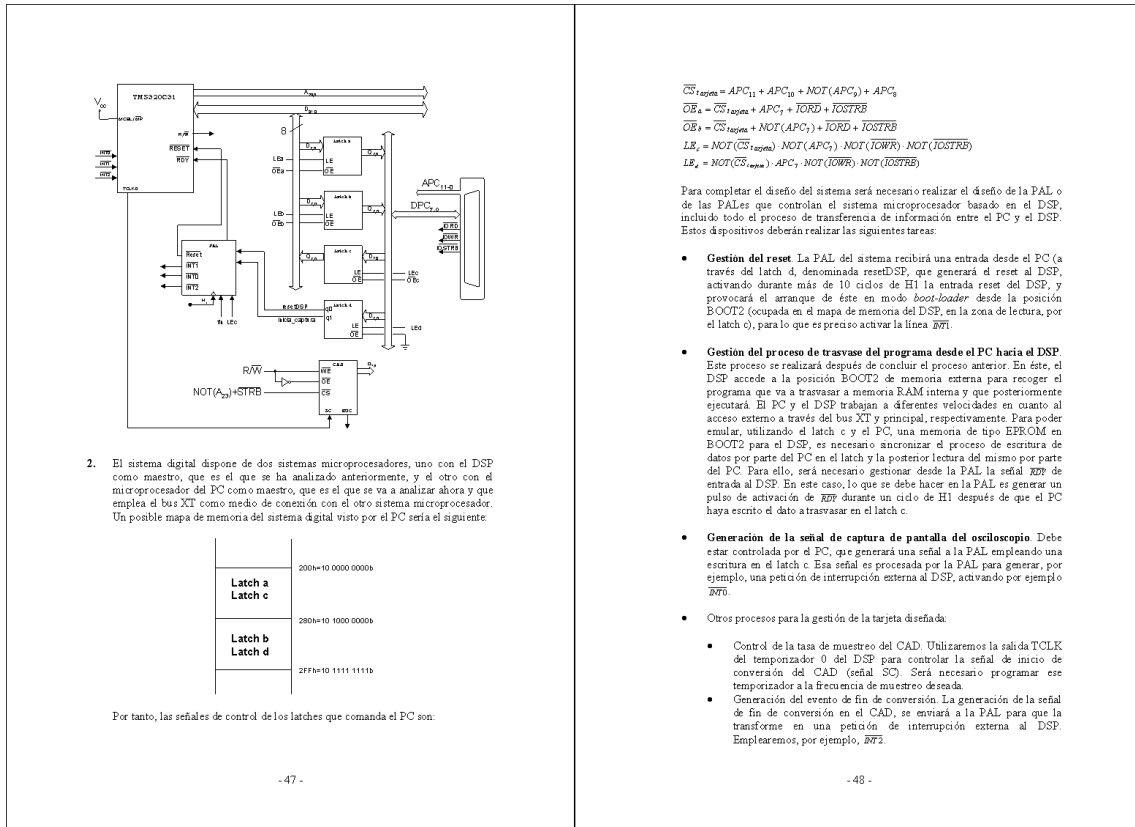 TMS320C31
V_CC
MCBL/MP
R/W
RESET
RDY
INT0
INT1
INT2
TCLK0
8
Latch a
LEa
OEa
LE
OE
Latch b
LEb
OEb
LE
OE
Latch c
LE
OE
LEc
OEc
Latch d
q0
q1
LE
OE
LEd
APC11-0
DPC7-0
IORD
IOWR
IOSTRB
PAL
Reset
INT1
INT0
INT2
LEc
resetDSP
inicia_captura
CAD
R/W
NOT(A23)+STRB
WE
OE
CS
SC
EOC
2. El sistema digital dispone de dos sistemas microprocesadores, uno con el DSP
como maestro, que es el que se ha analizado anteriormente, y el otro con el
microprocesador del PC como maestro, que es el que se va a analizar ahora y que
emplea el bus XT como medio de conexión con el otro sistema microprocesador.
Un posible mapa de memoria del sistema digital visto por el PC sería el siguiente:
200h=10 0000 0000b
Latch a
Latch c
280h=10 1000 0000b
Latch b
Latch d
2FFh=10 1111 1111b
Por tanto, las señales de control de los latches que comanda el PC son:
- 47 -
CS tarjeta = APC11 + APC10 + NOT(APC9) + APC8
OE a = CS tarjeta + APC7 + IORD + IOSTRB
OE b = CS tarjeta + NOT(APC7) + IORD + IOSTRB
LE c = NOT(CS tarjeta) · NOT(APC7) · NOT(IOWR) · NOT(IOSTRB)
LE d = NOT(CS tarjeta) · APC7 · NOT(IOWR) · NOT(IOSTRB)
Para completar el diseño del sistema será necesario realizar el diseño de la PAL o
de las PALes que controlan el sistema microprocesador basado en el DSP,
incluido todo el proceso de transferencia de información entre el PC y el DSP.
Estos dispositivos deberán realizar las siguientes tareas:
• Gestión del reset. La PAL del sistema recibirá una entrada desde el PC (a
través del latch d, denominada resetDSP, que generará el reset al DSP,
activando durante más de 10 ciclos de H1 la entrada reset del DSP, y
provocará el arranque de éste en modo boot-loader desde la posición
BOOT2 (ocupada en el mapa de memoria del DSP, en la zona de lectura, por
el latch c), para lo que es preciso activar la línea INT1.
• Gestión del proceso de trasvase del programa desde el PC hacia el DSP.
Este proceso se realizará después de concluir el proceso anterior. En éste, el
DSP accede a la posición BOOT2 de memoria externa para recoger el
programa que va a trasvasar a memoria RAM interna y que posteriormente
ejecutará. El PC y el DSP trabajan a diferentes velocidades en cuanto al
acceso externo a través del bus XT y principal, respectivamente. Para poder
emular, utilizando el latch c y el PC, una memoria de tipo EPROM en
BOOT2 para el DSP, es necesario sincronizar el proceso de escritura de
datos por parte del PC en el latch y la posterior lectura del mismo por parte
del PC. Para ello, será necesario gestionar desde la PAL la señal RDY de
entrada al DSP. En este caso, lo que se debe hacer en la PAL es generar un
pulso de activación de RDY durante un ciclo de H1 después de que el PC
haya escrito el dato a trasvasar en el latch c.
• Generación de la señal de captura de pantalla del osciloscopio. Debe
estar controlada por el PC, que generará una señal a la PAL empleando una
escritura en el latch c. Esa señal es procesada por la PAL para generar, por
ejemplo, una petición de interrupción externa al DSP, activando por ejemplo
INT0.
• Otros procesos para la gestión de la tarjeta diseñada:
• Control de la tasa de muestreo del CAD. Utilizaremos la salida TCLK
del temporizador 0 del DSP para controlar la señal de inicio de
conversión del CAD (señal SC). Será necesario programar ese
temporizador a la frecuencia de muestreo deseada.
• Generación del evento de fin de conversión. La generación de la señal
de fin de conversión en el CAD, se enviará a la PAL para que la
transforme en una petición de interrupción externa al DSP.
Emplearemos, por ejemplo, INT2.
- 48 -